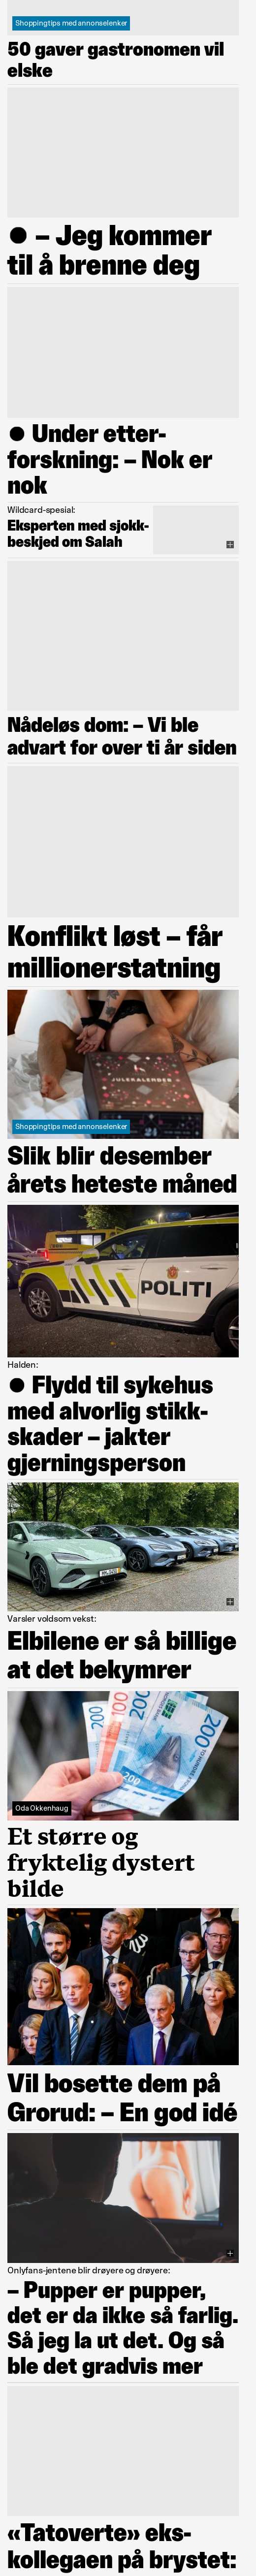 Shoppingtips med annonselenker
50 gaver gastronomen vil
elske
● – Jeg kommer
til å brenne deg
● Under etter-
forskning: – Nok er
nok
Wildcard-spesial:
Eksperten med sjokk-
beskjed om Salah
Nådeløs dom: – Vi ble
advart for over ti år siden
Konflikt løst – får
millionerstatning
JULEKALENDER
24
Shoppingtips med annonselenker
Slik blir desember
årets heteste måned
POLITI
Halden:
● Flydd til sykehus
med alvorlig stikk-
skader – jakter
gjerningsperson
Varsler voldsom vekst:
Elbilene er så billige
at det bekymrer
200
100
200
200
Oda Okkenhaug
Et større og
fryktelig dystert
bilde
Vil bosette dem på
Grorud: – En god idé
Onlyfans-jentene blir drøyere og drøyere:
– Pupper er pupper,
det er da ikke så farlig.
Så jeg la ut det. Og så
ble det gradvis mer
«Tatoverte» eks-
kollegaen på brystet: